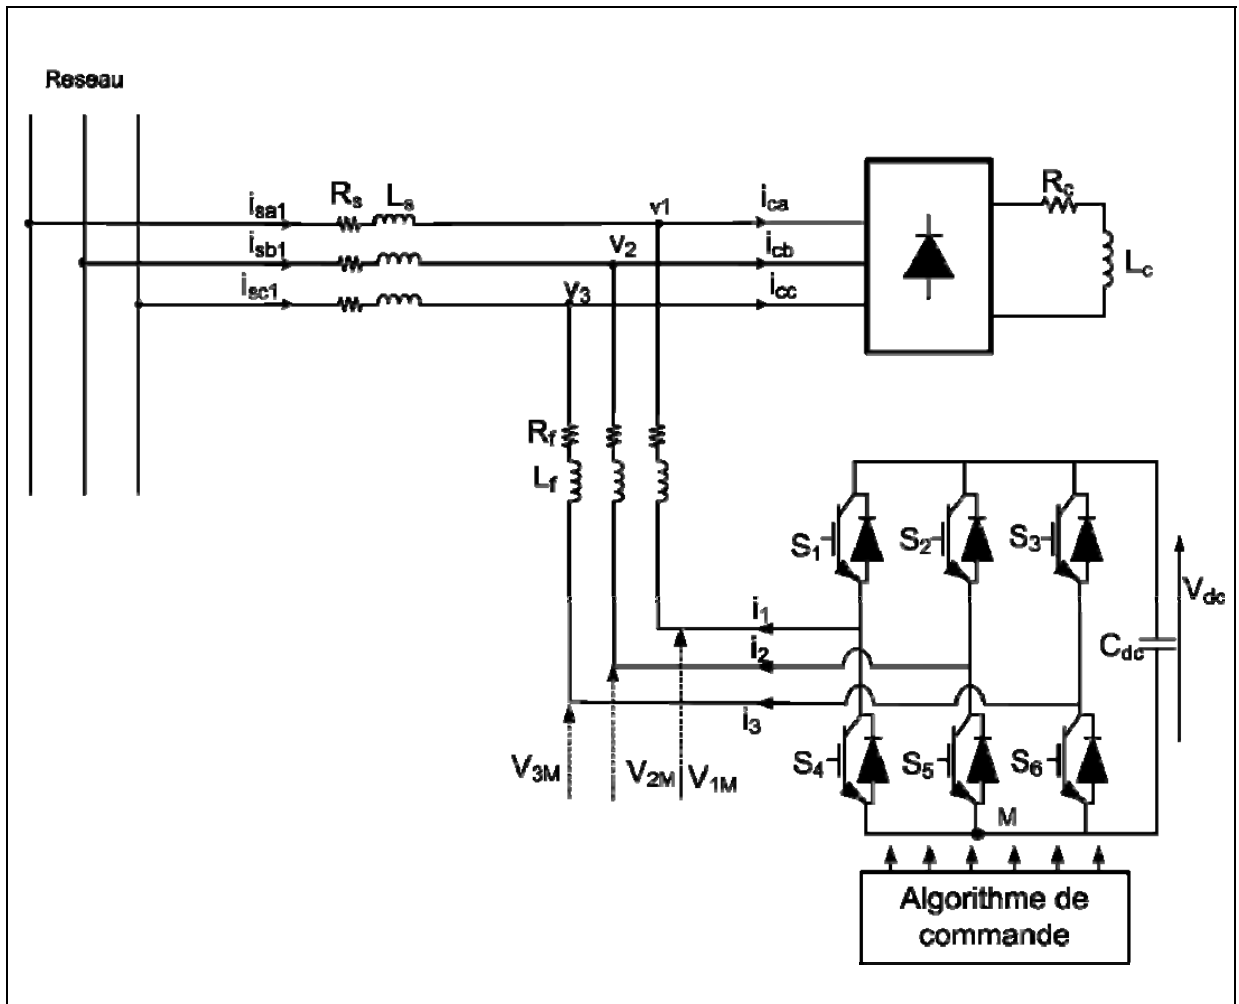 Reseau
isa1
Rs
Ls
v1
ica
Rc
isb1
v2
icb
Lc
isc1
v3
icc
Rf
Lf
S1
S2
S3
Vdc
i1
i2
Cdc
i3
V3M
V2M
V1M
S4
S5
S6
M
Algorithme de
commande